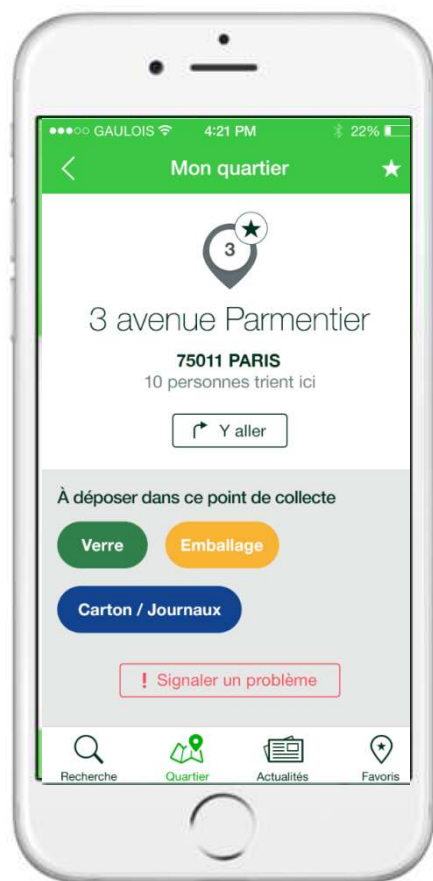 GAULOIS 4:21 PM 22%
Mon quartier
3
3 avenue Parmentier
75011 PARIS
10 personnes trient ici
Y aller
À déposer dans ce point de collecte
Verre Emballage
Carton / Journaux
! Signaler un problème
Recherche Quartier Actualités Favoris